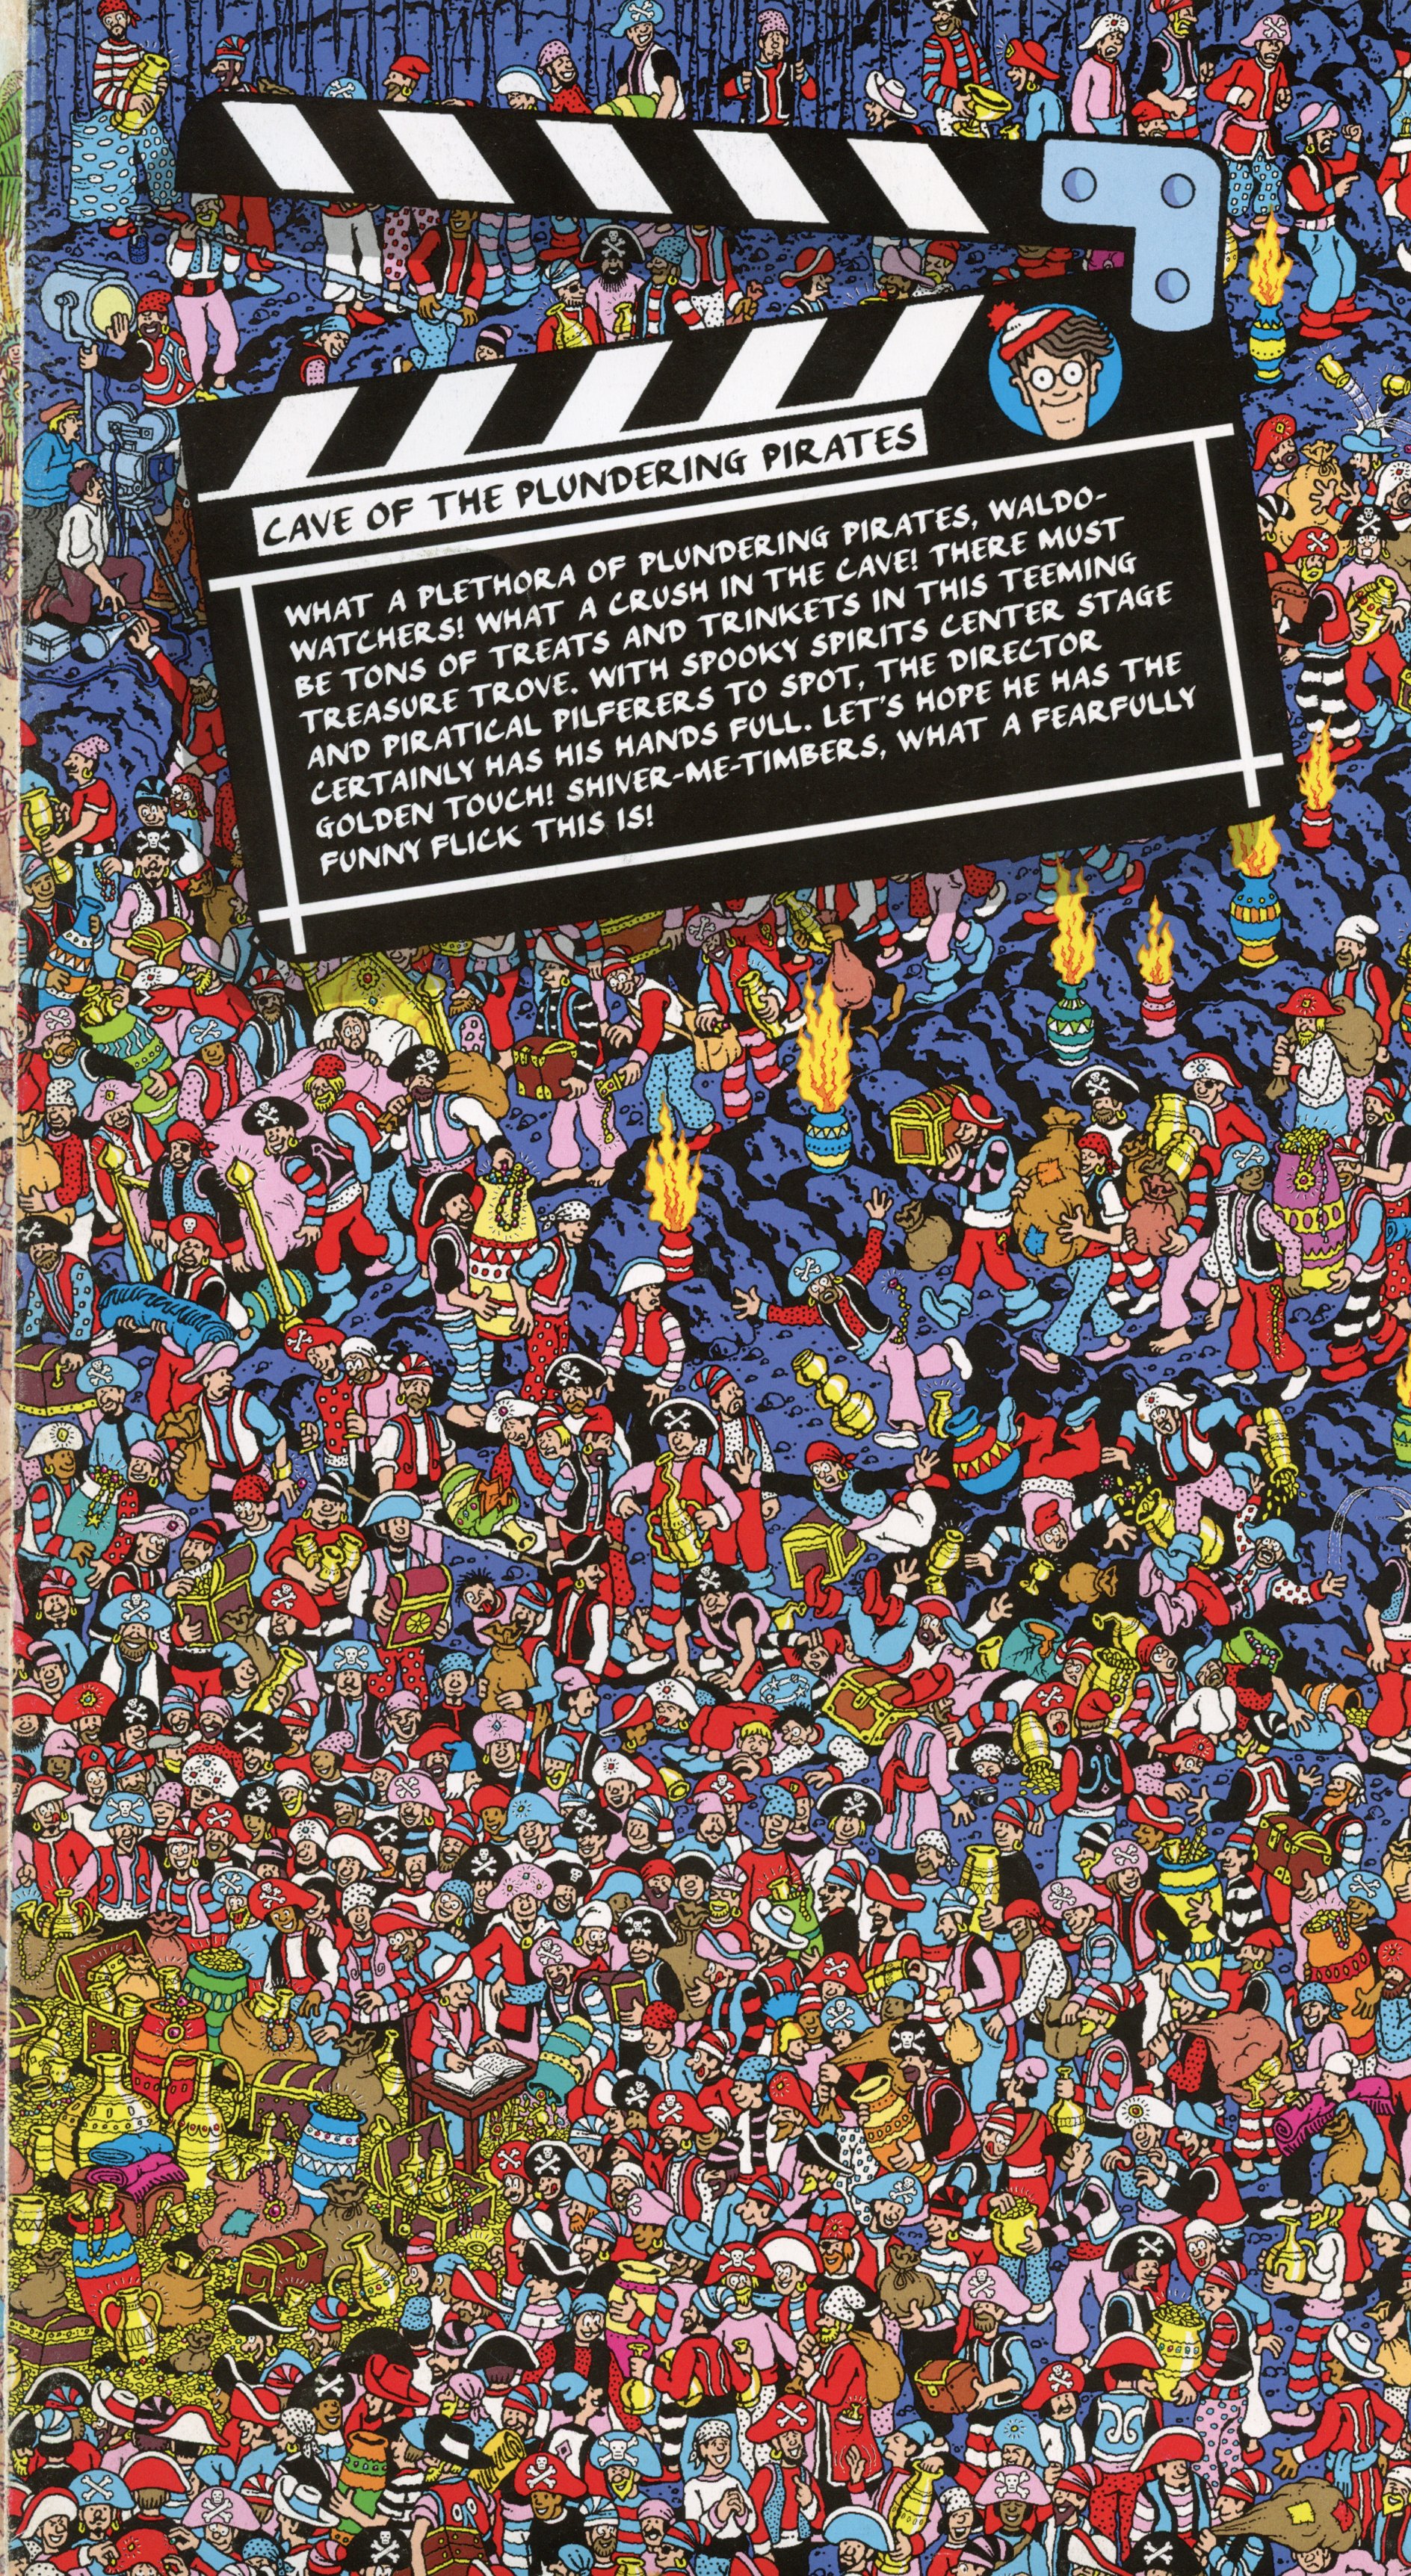 CAVE OF THE PLUNDERING PIRATES
WHAT A PLETHORA OF PLUNDERING PIRATES, WALDO-
WATCHERS! WHAT A CRUSH IN THE CAVE! THERE MUST
BE TONS OF TREATS AND TRINKETS IN THIS TEEMING
TREASURE TROVE. WITH SPOOKY SPIRITS CENTER STAGE
AND PIRATICAL PILFERERS TO SPOT, THE DIRECTOR
CERTAINLY HAS HIS HANDS FULL. LET'S HOPE HE HAS THE
GOLDEN TOUCH! SHIVER-ME-TIMBERS, WHAT A FEARFULLY
FUNNY FLICK THIS IS!